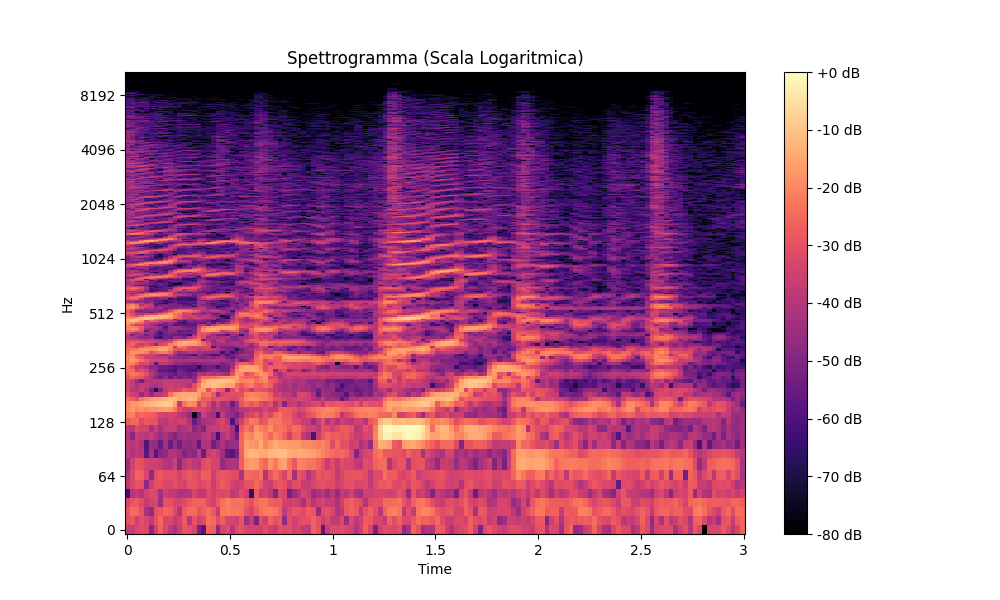 Spettrogramma (Scala Logaritmica)
Hz
8192
4096
2048
1024
512
256
128
64
0
0 0.5 1 1.5 2 2.5 3
Time
+0 dB
-10 dB
-20 dB
-30 dB
-40 dB
-50 dB
-60 dB
-70 dB
-80 dB